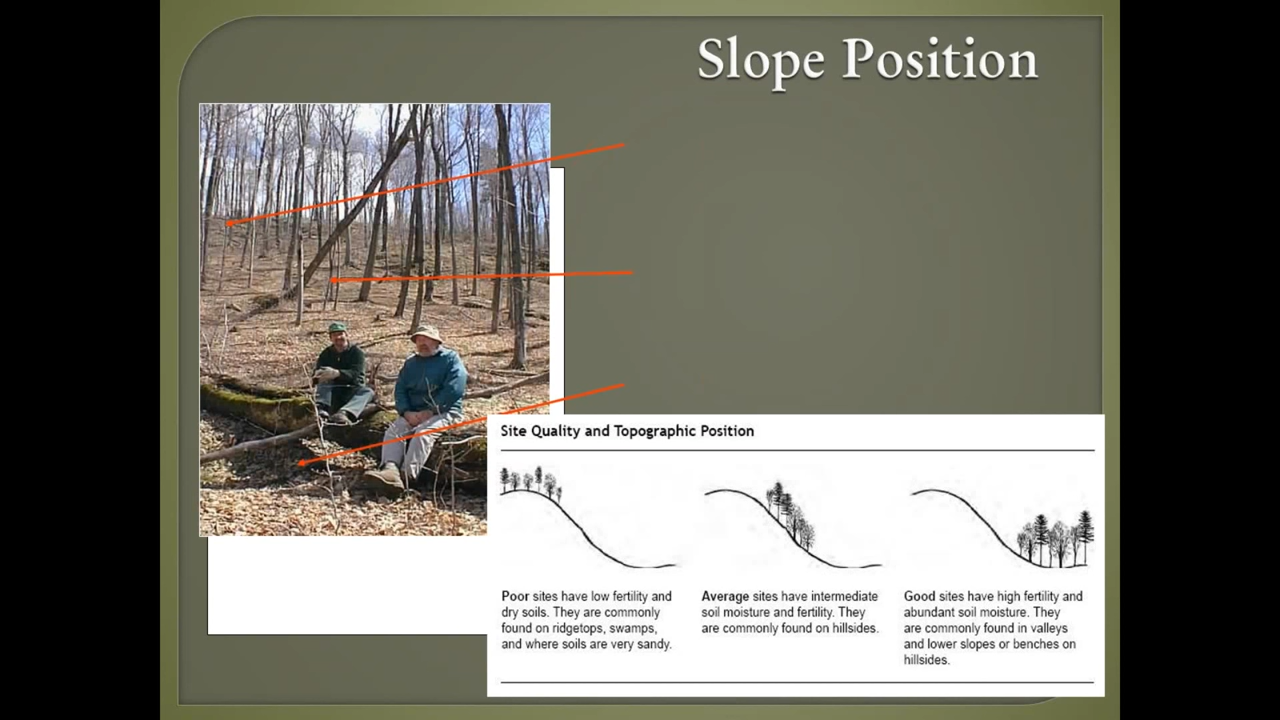 Slope Position
Site Quality and Topographic Position
Poor sites have low fertility and
dry soils. They are commonly
found on ridgetops, swamps,
and where soils are very sandy.
Average sites have intermediate
soil moisture and fertility. They
are commonly found on hillsides.
Good sites have high fertility and
abundant soil moisture. They
are commonly found in valleys
and lower slopes or benches on
hillsides.